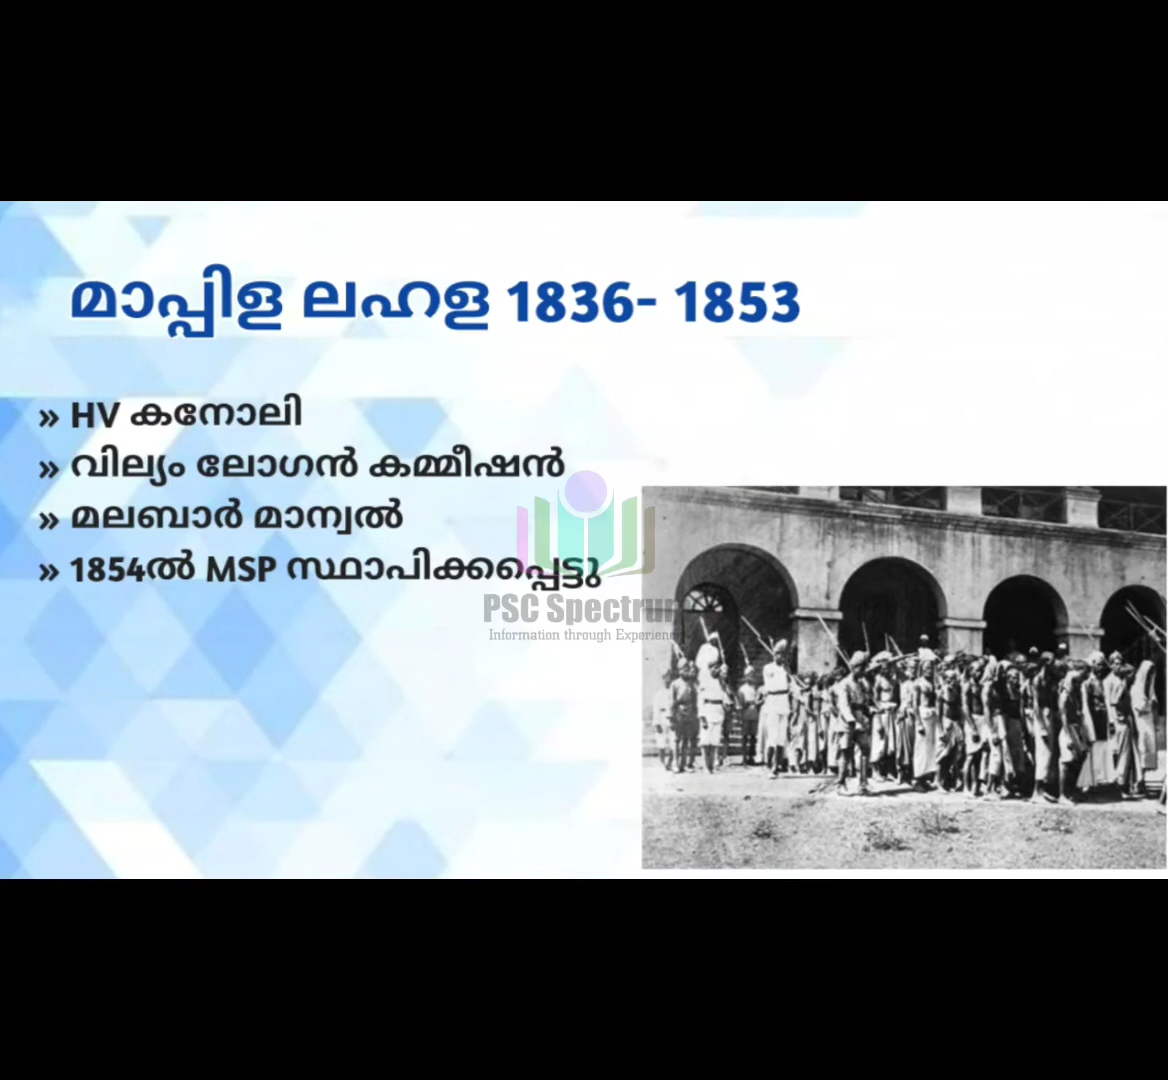 മാപ്പിള ലഹള 1836- 1853
» HV കനോലി
» വില്യം ലോഗൻ കമ്മീഷൻ
» മലബാർ മാന്വൽ
» 1854ൽ MSP സ്ഥാപിക്കപ്പെട്ടു
PSC Spectrum
Information through Experience